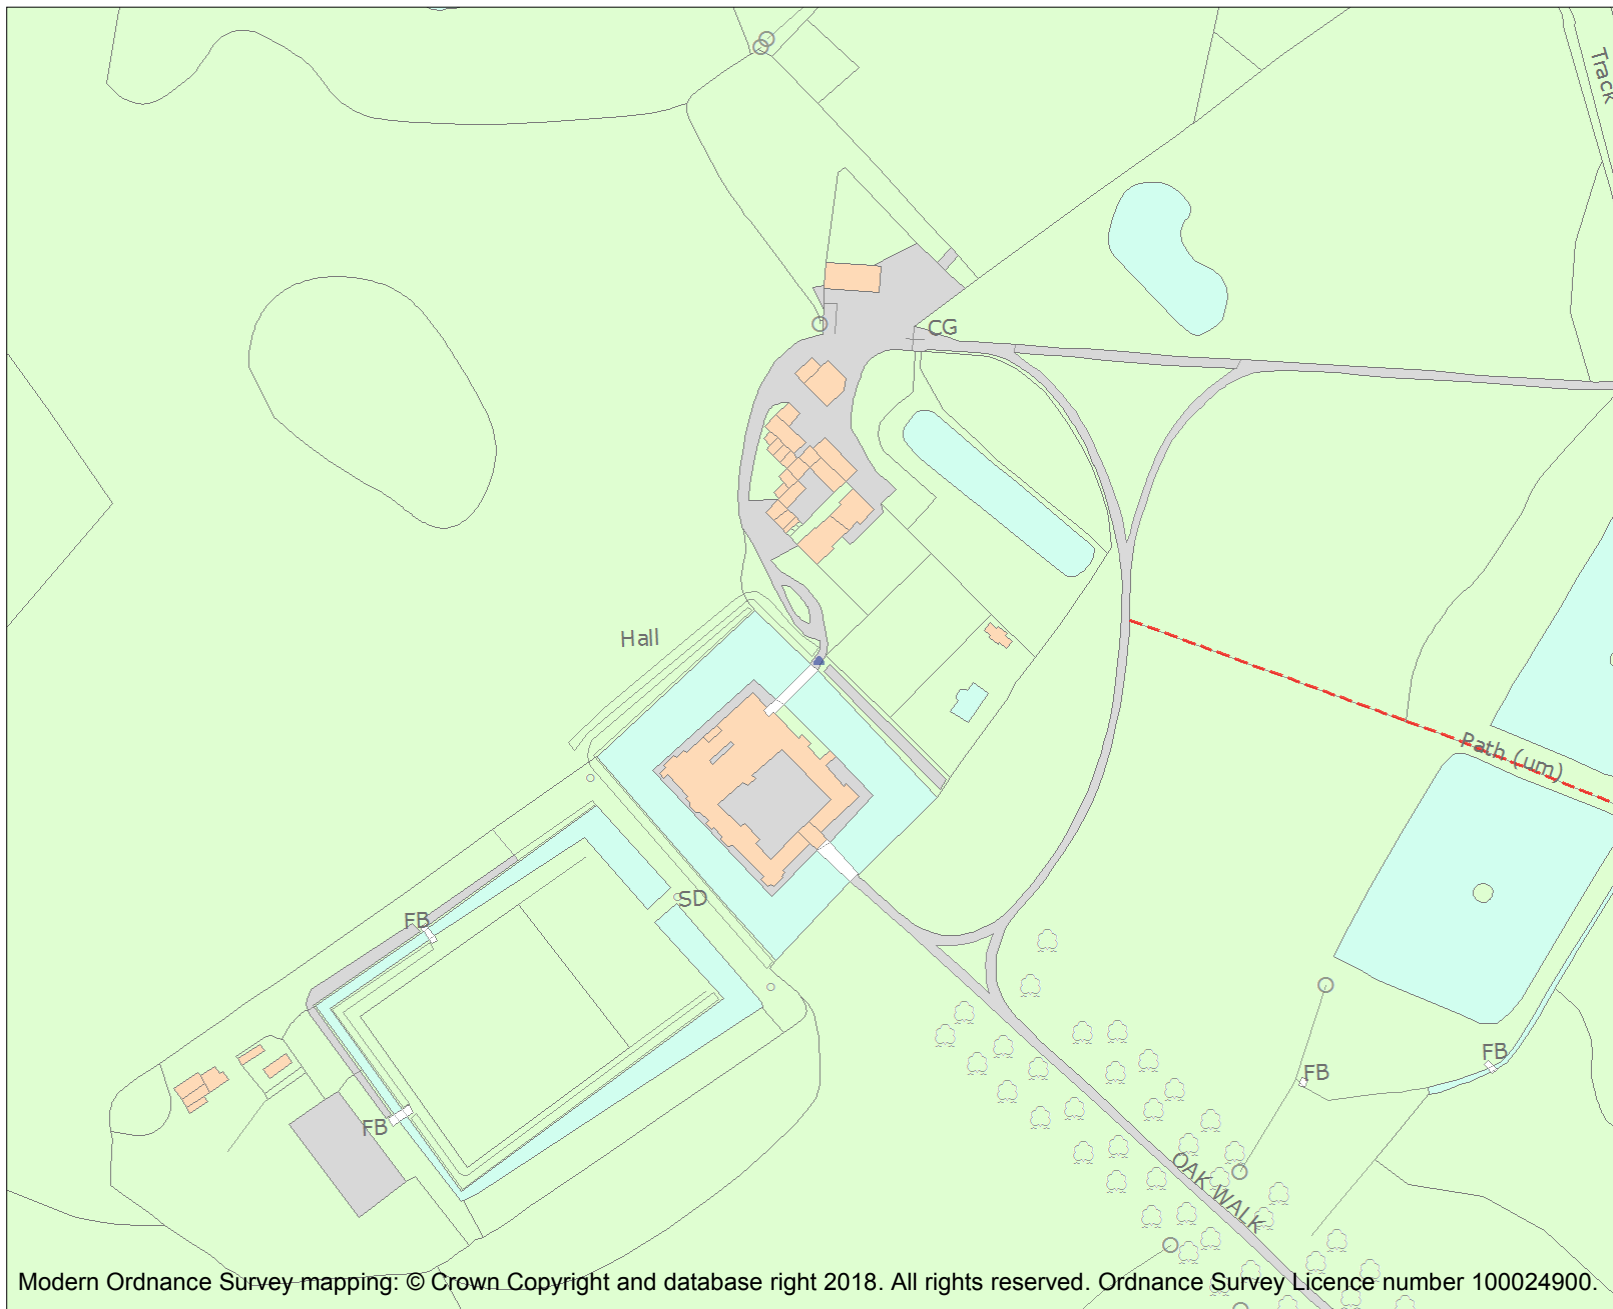 Track
CG
Hall
Path (um)
SD
FB
FB
FB
FB
OAK WALK
Modern Ordnance Survey mapping: © Crown Copyright and database right 2018. All rights reserved. Ordnance Survey Licence number 100024900.